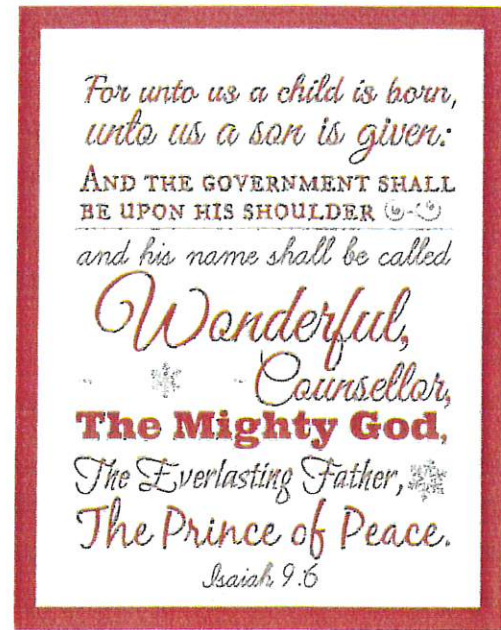 For unto us a child is born,
unto us a son is given:
AND THE GOVERNMENT SHALL
BE UPON HIS SHOULDER
and his name shall be called
Wonderful,
Counsellor,
The Mighty God,
The Everlasting Father,
The Prince of Peace.
Isaiah 9:6